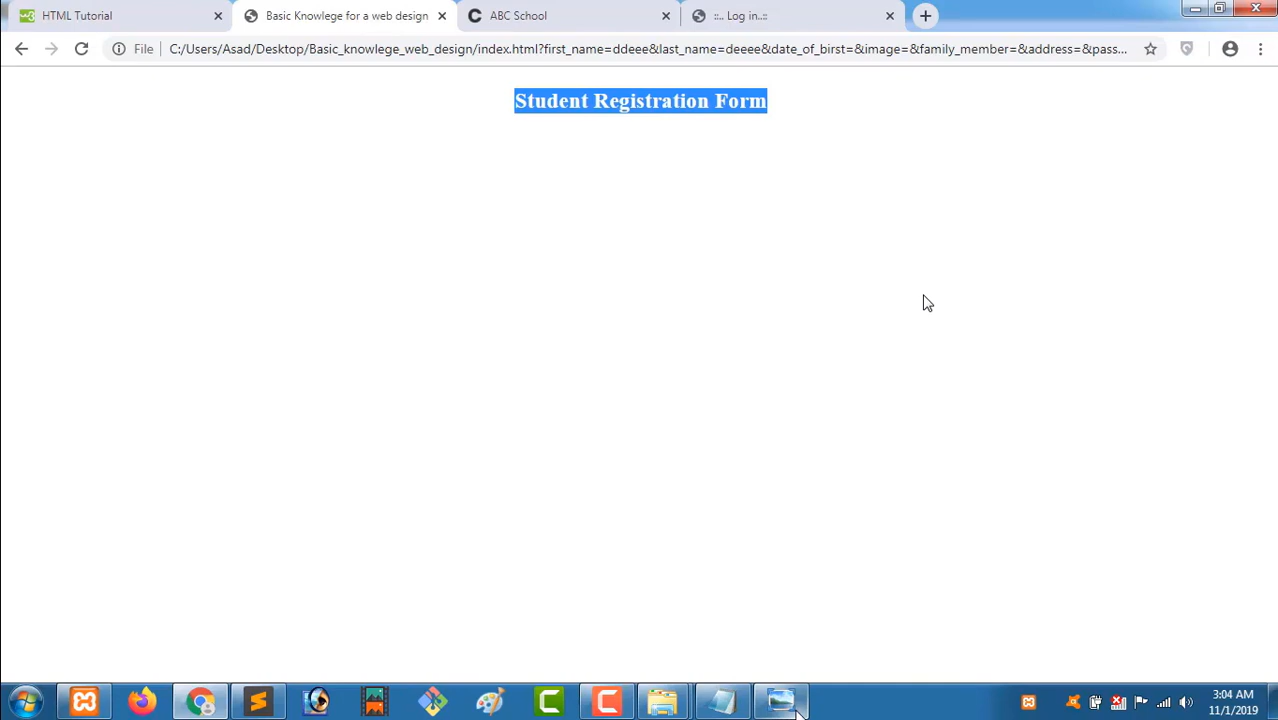 HTML Tutorial
Basic Knowlege for a web design
ABC School
::.. Log in..::
File
C:/Users/Asad/Desktop/Basic_knowlege_web_design/index.html?first_name=ddeee&last_name=deeee&date_of_birst=&image=&family_member=&address=&pass...
Student Registration Form
3:04 AM
11/1/2019